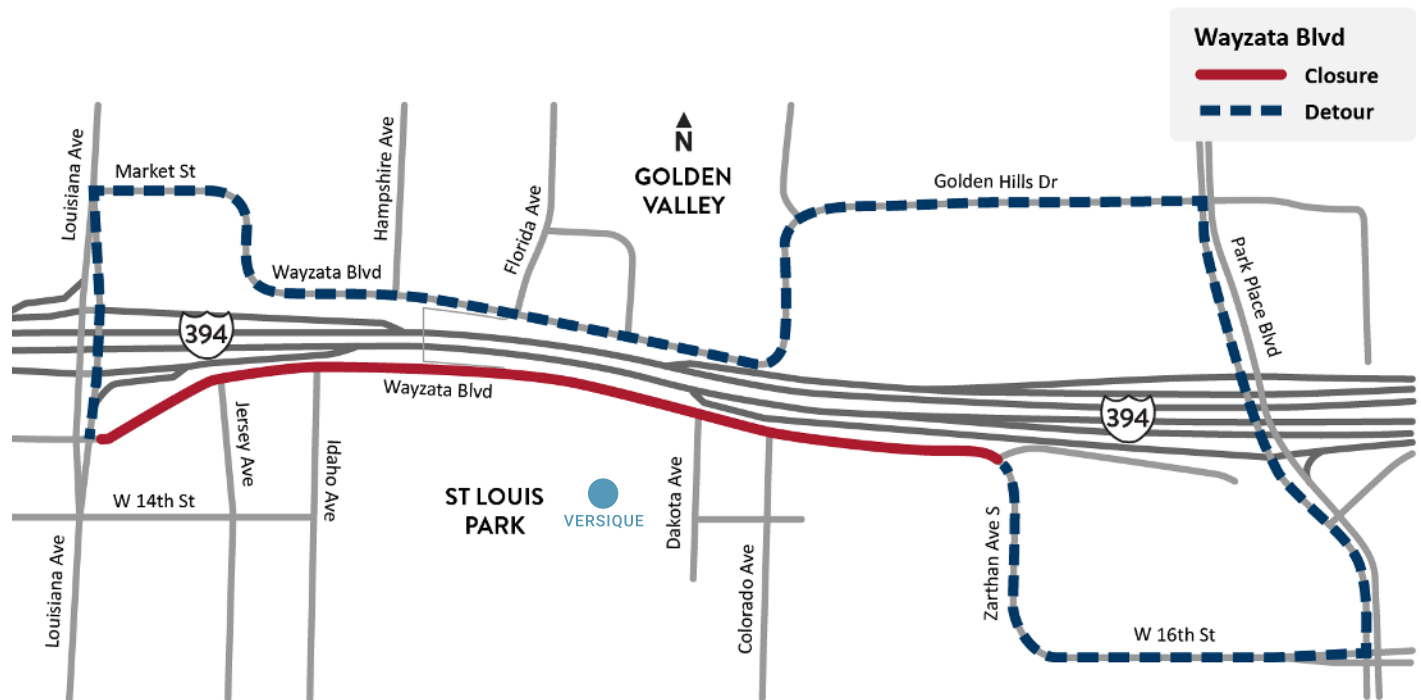 Wayzata Blvd
Closure
Detour
Louisiana Ave
Market St
Hampshire Ave
Florida Ave
N
GOLDEN
VALLEY
Golden Hills Dr
Park Place Blvd
Wayzata Blvd
394
394
Wayzata Blvd
Jersey Ave
Idaho Ave
W 14th St
ST LOUIS
PARK
VERSIQUE
Dakota Ave
Colorado Ave
Zarthan Ave S
Louisiana Ave
W 16th St